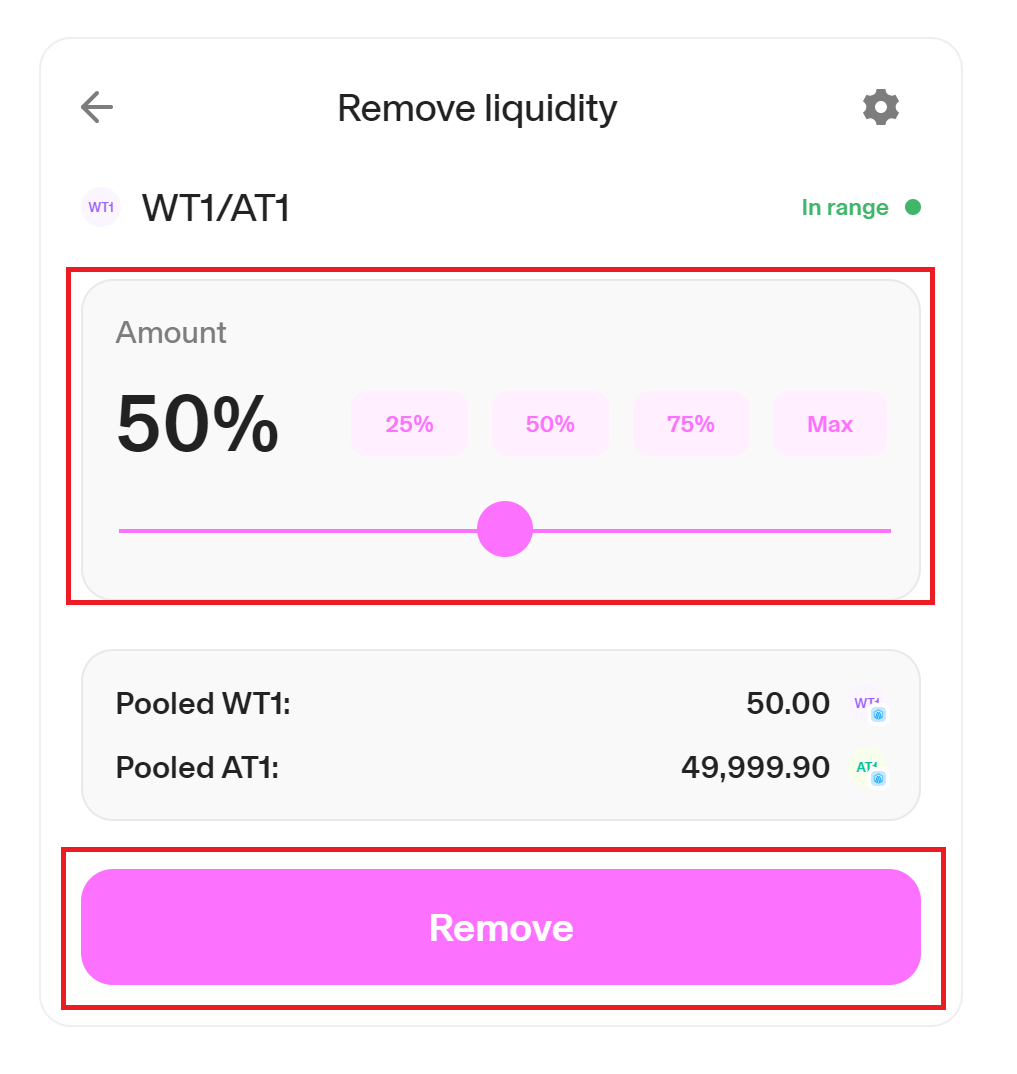 Remove liquidity
WT1 WT1/AT1 In range
Amount
50% 25% 50% 75% Max
Pooled WT1: 50.00 WT1
Pooled AT1: 49,999.90 AT1
Remove